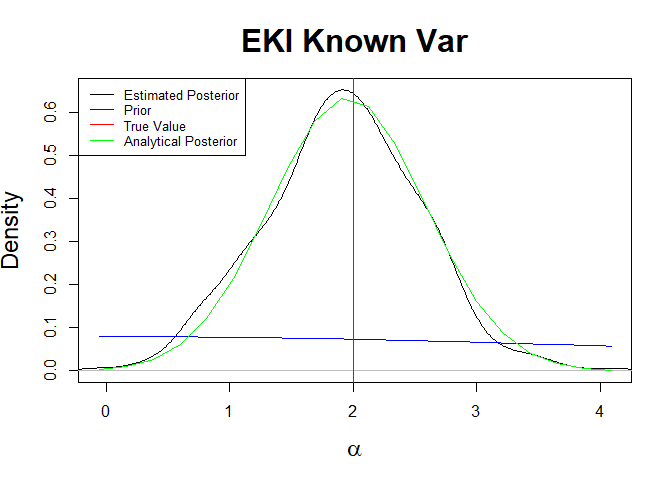 EKI Known Var
Estimated Posterior
Prior
True Value
Analytical Posterior
Density
0.0
0.1
0.2
0.3
0.4
0.5
0.6
0 1 2 3 4
α